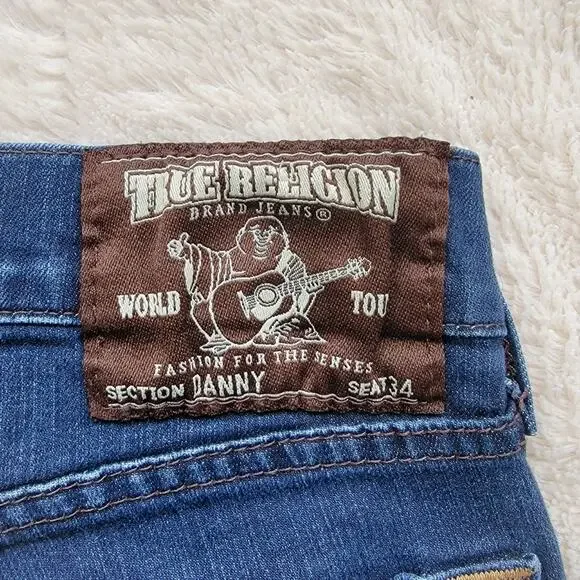 TRUE RELIGION
BRAND JEANS®
WORLD TOU
FASHION FOR THE SENSES
SECTION DANNY SEAT 34